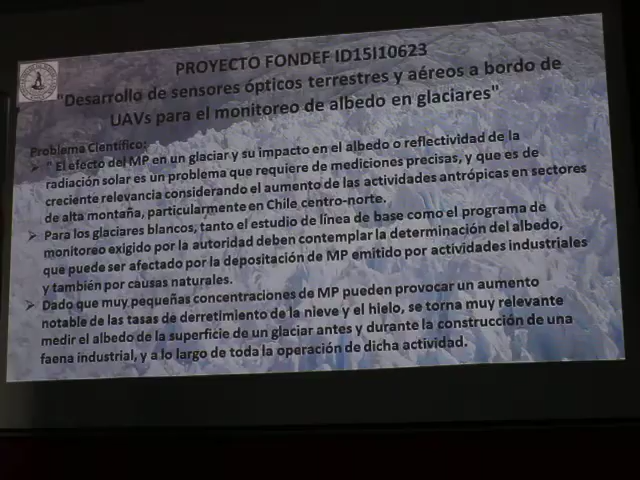 PROYECTO FONDEF ID15I10623
"Desarrollo de sensores ópticos terrestres y aéreos a bordo de
UAVs para el monitoreo de albedo en glaciares"
Problema Científico:
➢ " El efecto del MP en un glaciar y su impacto en el albedo o reflectividad de la
radiación solar es un problema que requiere de mediciones precisas, y que es de
creciente relevancia considerando el aumento de las actividades antrópicas en sectores
de alta montaña, particularmente en Chile centro-norte.
➢ Para los glaciares blancos, tanto el estudio de línea de base como el programa de
monitoreo exigido por la autoridad deben contemplar la determinación del albedo,
que puede ser afectado por la depositación de MP emitido por actividades industriales
y también por causas naturales.
➢ Dado que muy pequeñas concentraciones de MP pueden provocar un aumento
notable de las tasas de derretimiento de la nieve y el hielo, se torna muy relevante
medir el albedo de la superficie de un glaciar antes y durante la construcción de una
faena industrial, y a lo largo de toda la operación de dicha actividad.